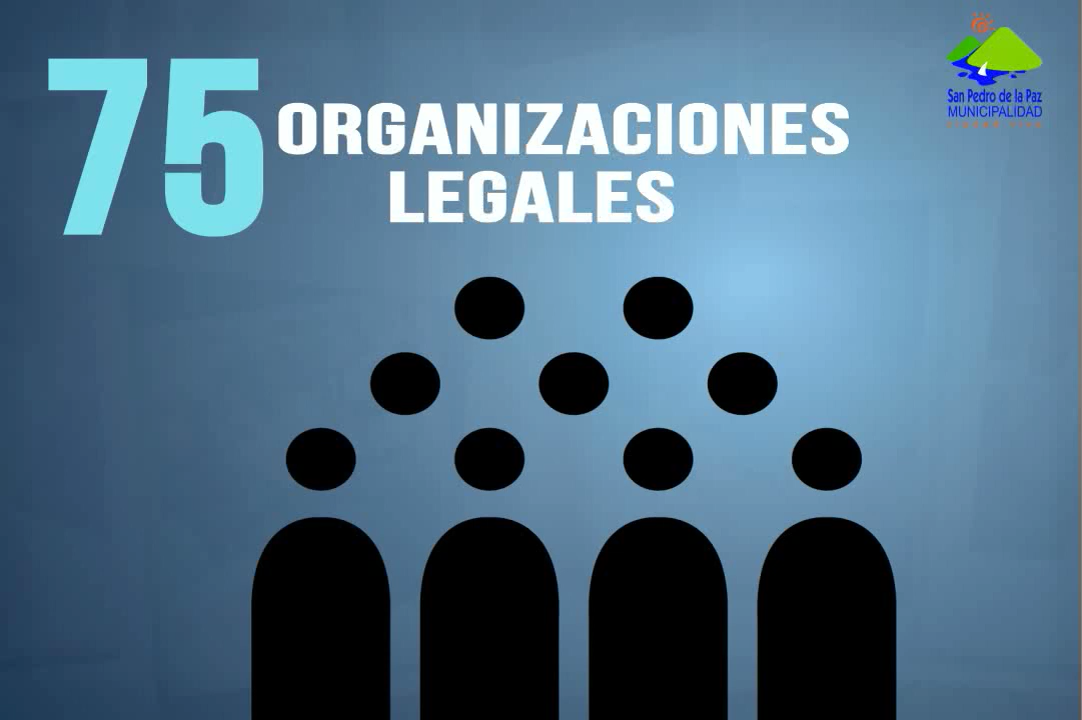 75
ORGANIZACIONES
LEGALES
San Pedro de la Paz
MUNICIPALIDAD